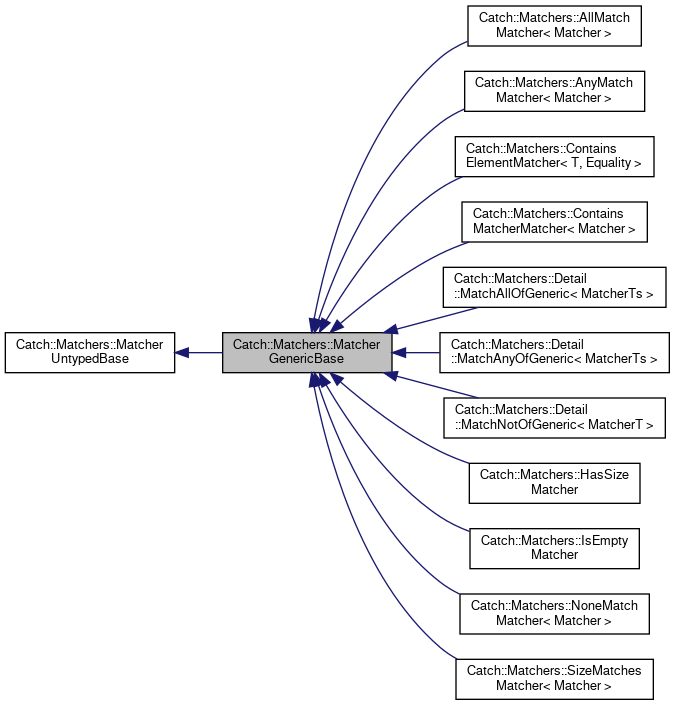 Catch::Matchers::AllMatch
Matcher< Matcher >
Catch::Matchers::AnyMatch
Matcher< Matcher >
Catch::Matchers::Contains
ElementMatcher< T, Equality >
Catch::Matchers::Contains
MatcherMatcher< Matcher >
Catch::Matchers::Detail
::MatchAllOfGeneric< MatcherTs >
Catch::Matchers::Matcher
UntypedBase
Catch::Matchers::Matcher
GenericBase
Catch::Matchers::Detail
::MatchAnyOfGeneric< MatcherTs >
Catch::Matchers::Detail
::MatchNotOfGeneric< MatcherT >
Catch::Matchers::HasSize
Matcher
Catch::Matchers::IsEmpty
Matcher
Catch::Matchers::NoneMatch
Matcher< Matcher >
Catch::Matchers::SizeMatches
Matcher< Matcher >